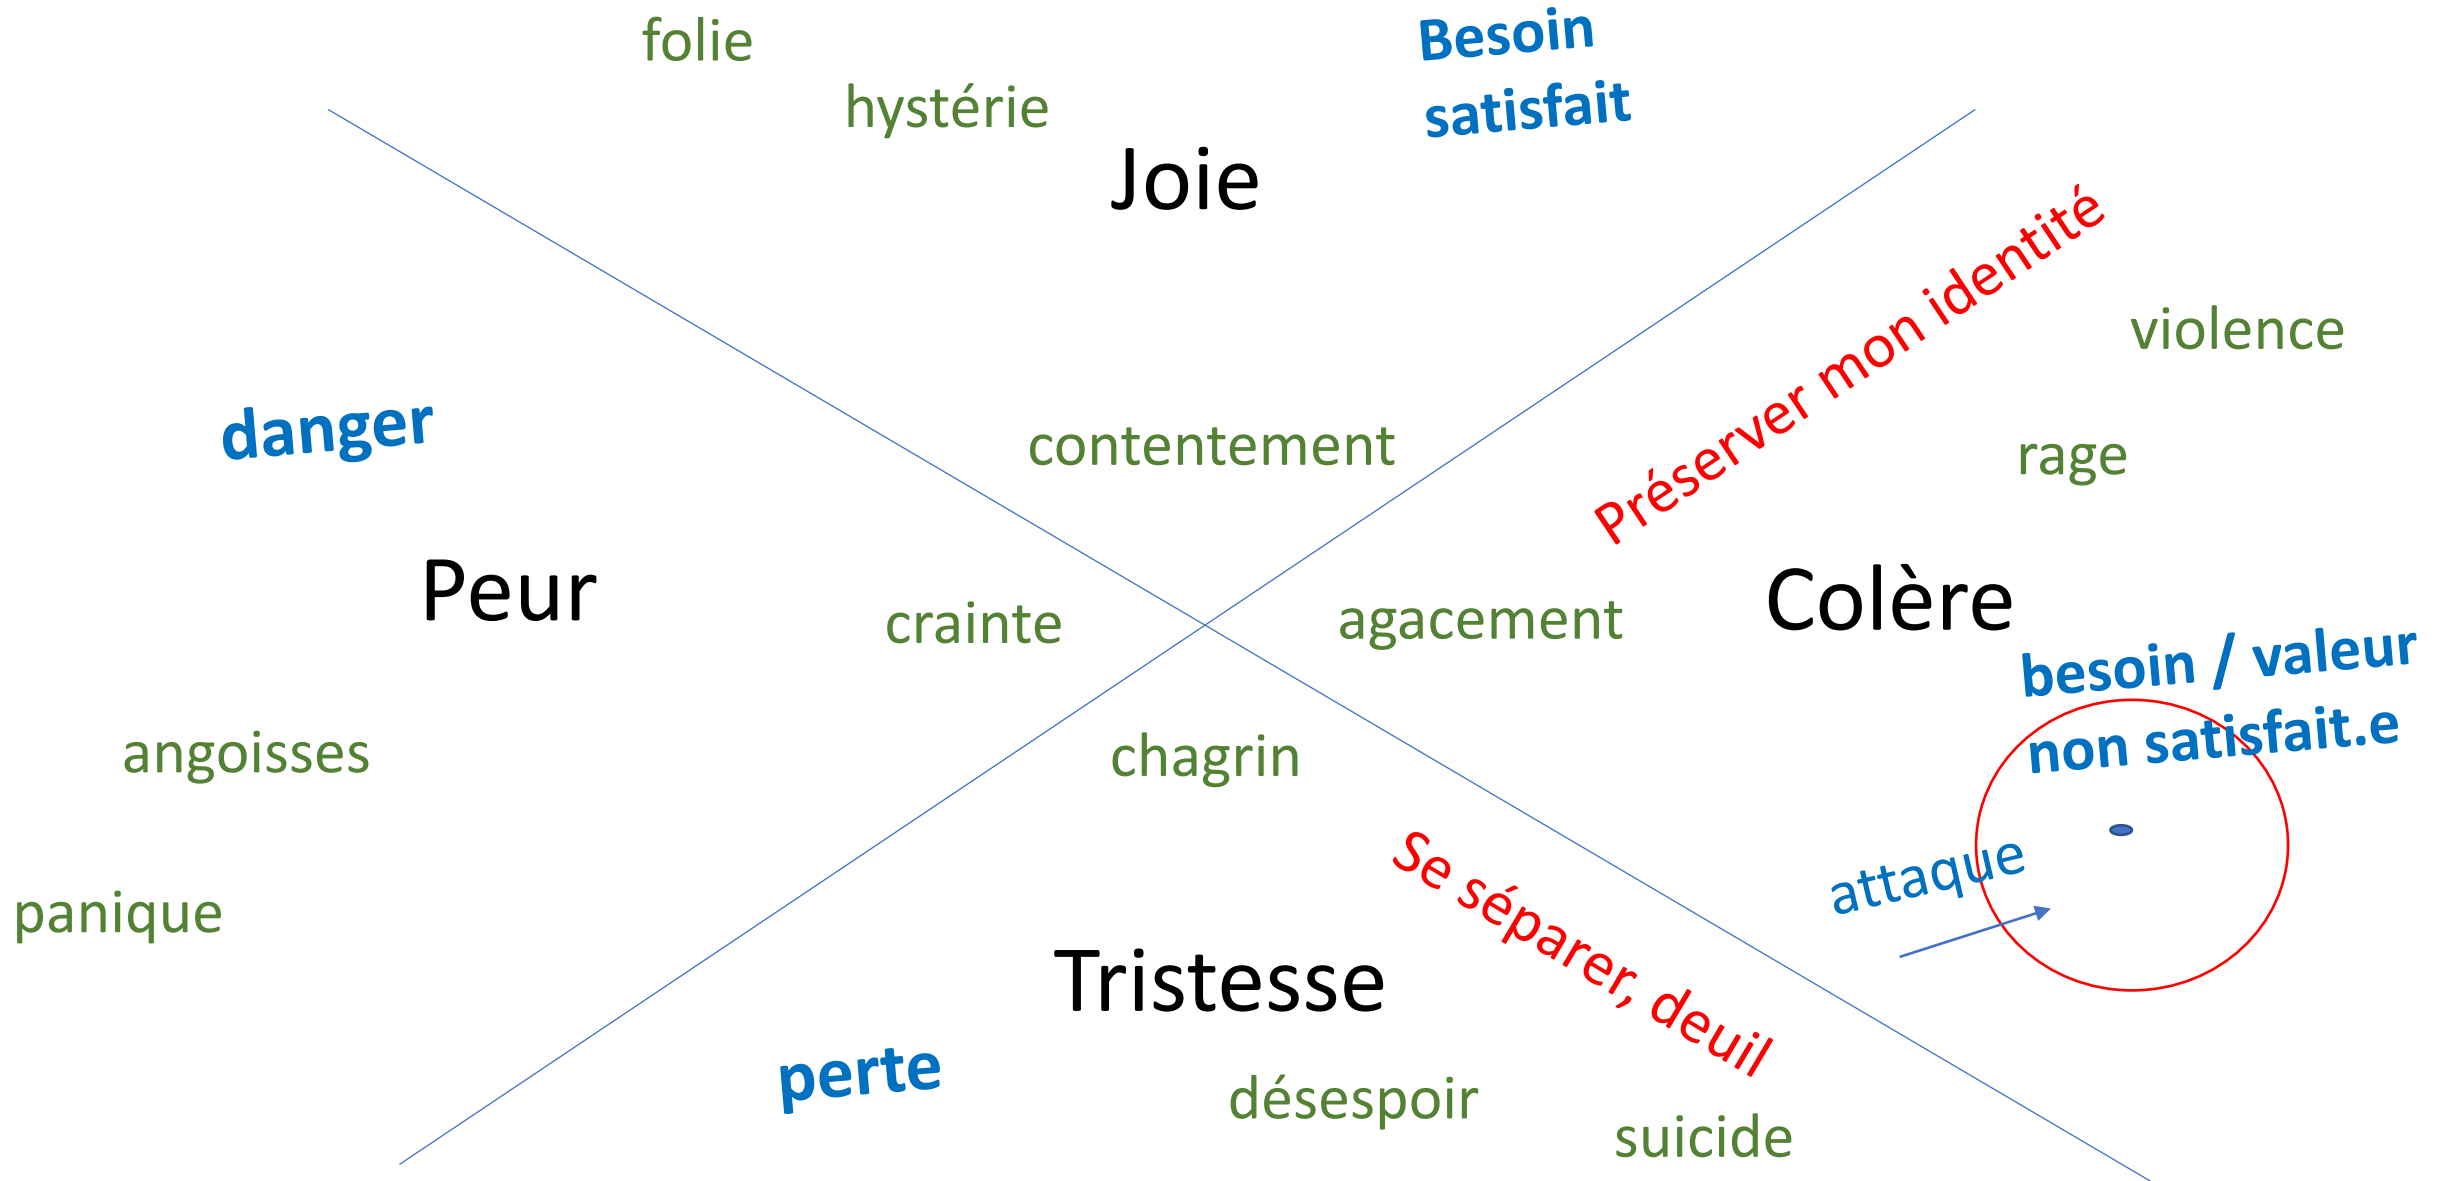 folie
hystérie
Besoin
satisfait
Joie
Préserver mon identité
violence
danger
contentement
rage
Peur
crainte
agacement
Colère
besoin / valeur
non satisfait.e
angoisses
chagrin
attaque
panique
Se séparer, deuil
Tristesse
perte
désespoir
suicide